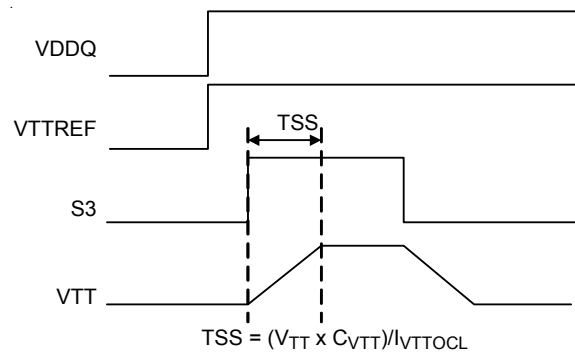 VDDQ
VTTREF
TSS
S3
VTT
TSS = (VTT x CVTT)/IVTTOCL